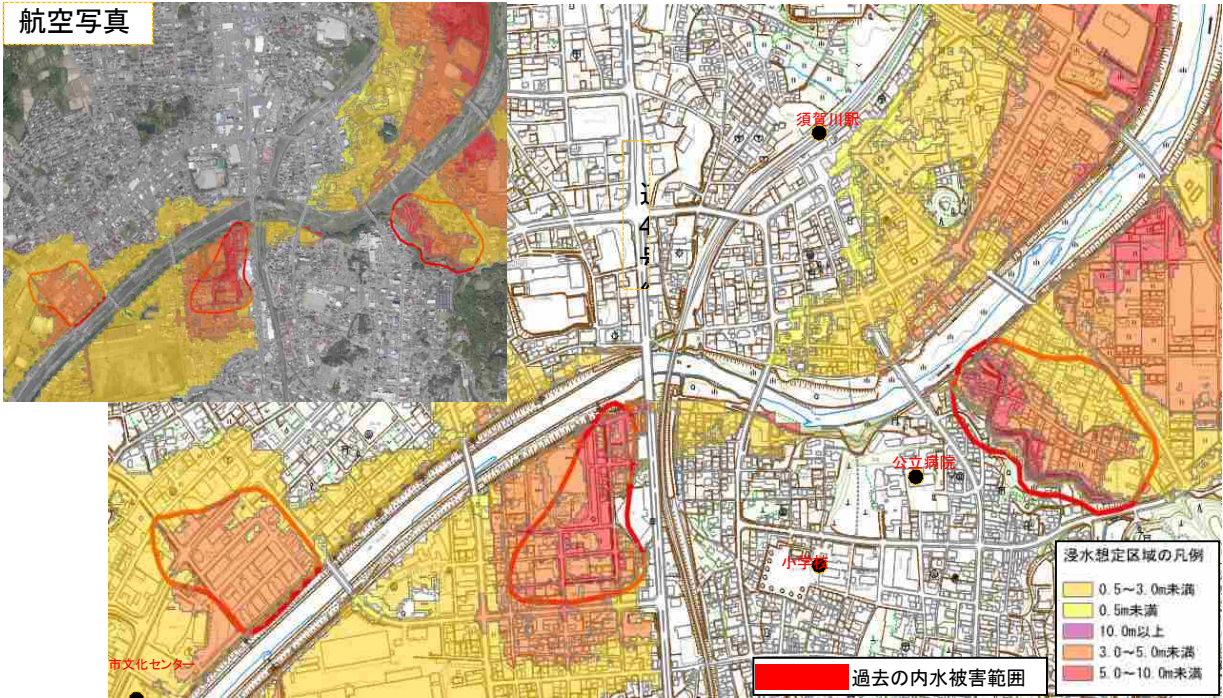 航空写真
須賀川駅
4
号
公立病院
小学校
市文化センター
浸水想定区域の凡例
0.5～3.0m未満
0.5m未満
10.0m以上
3.0～5.0m未満
5.0～10.0m未満
過去の内水被害範囲